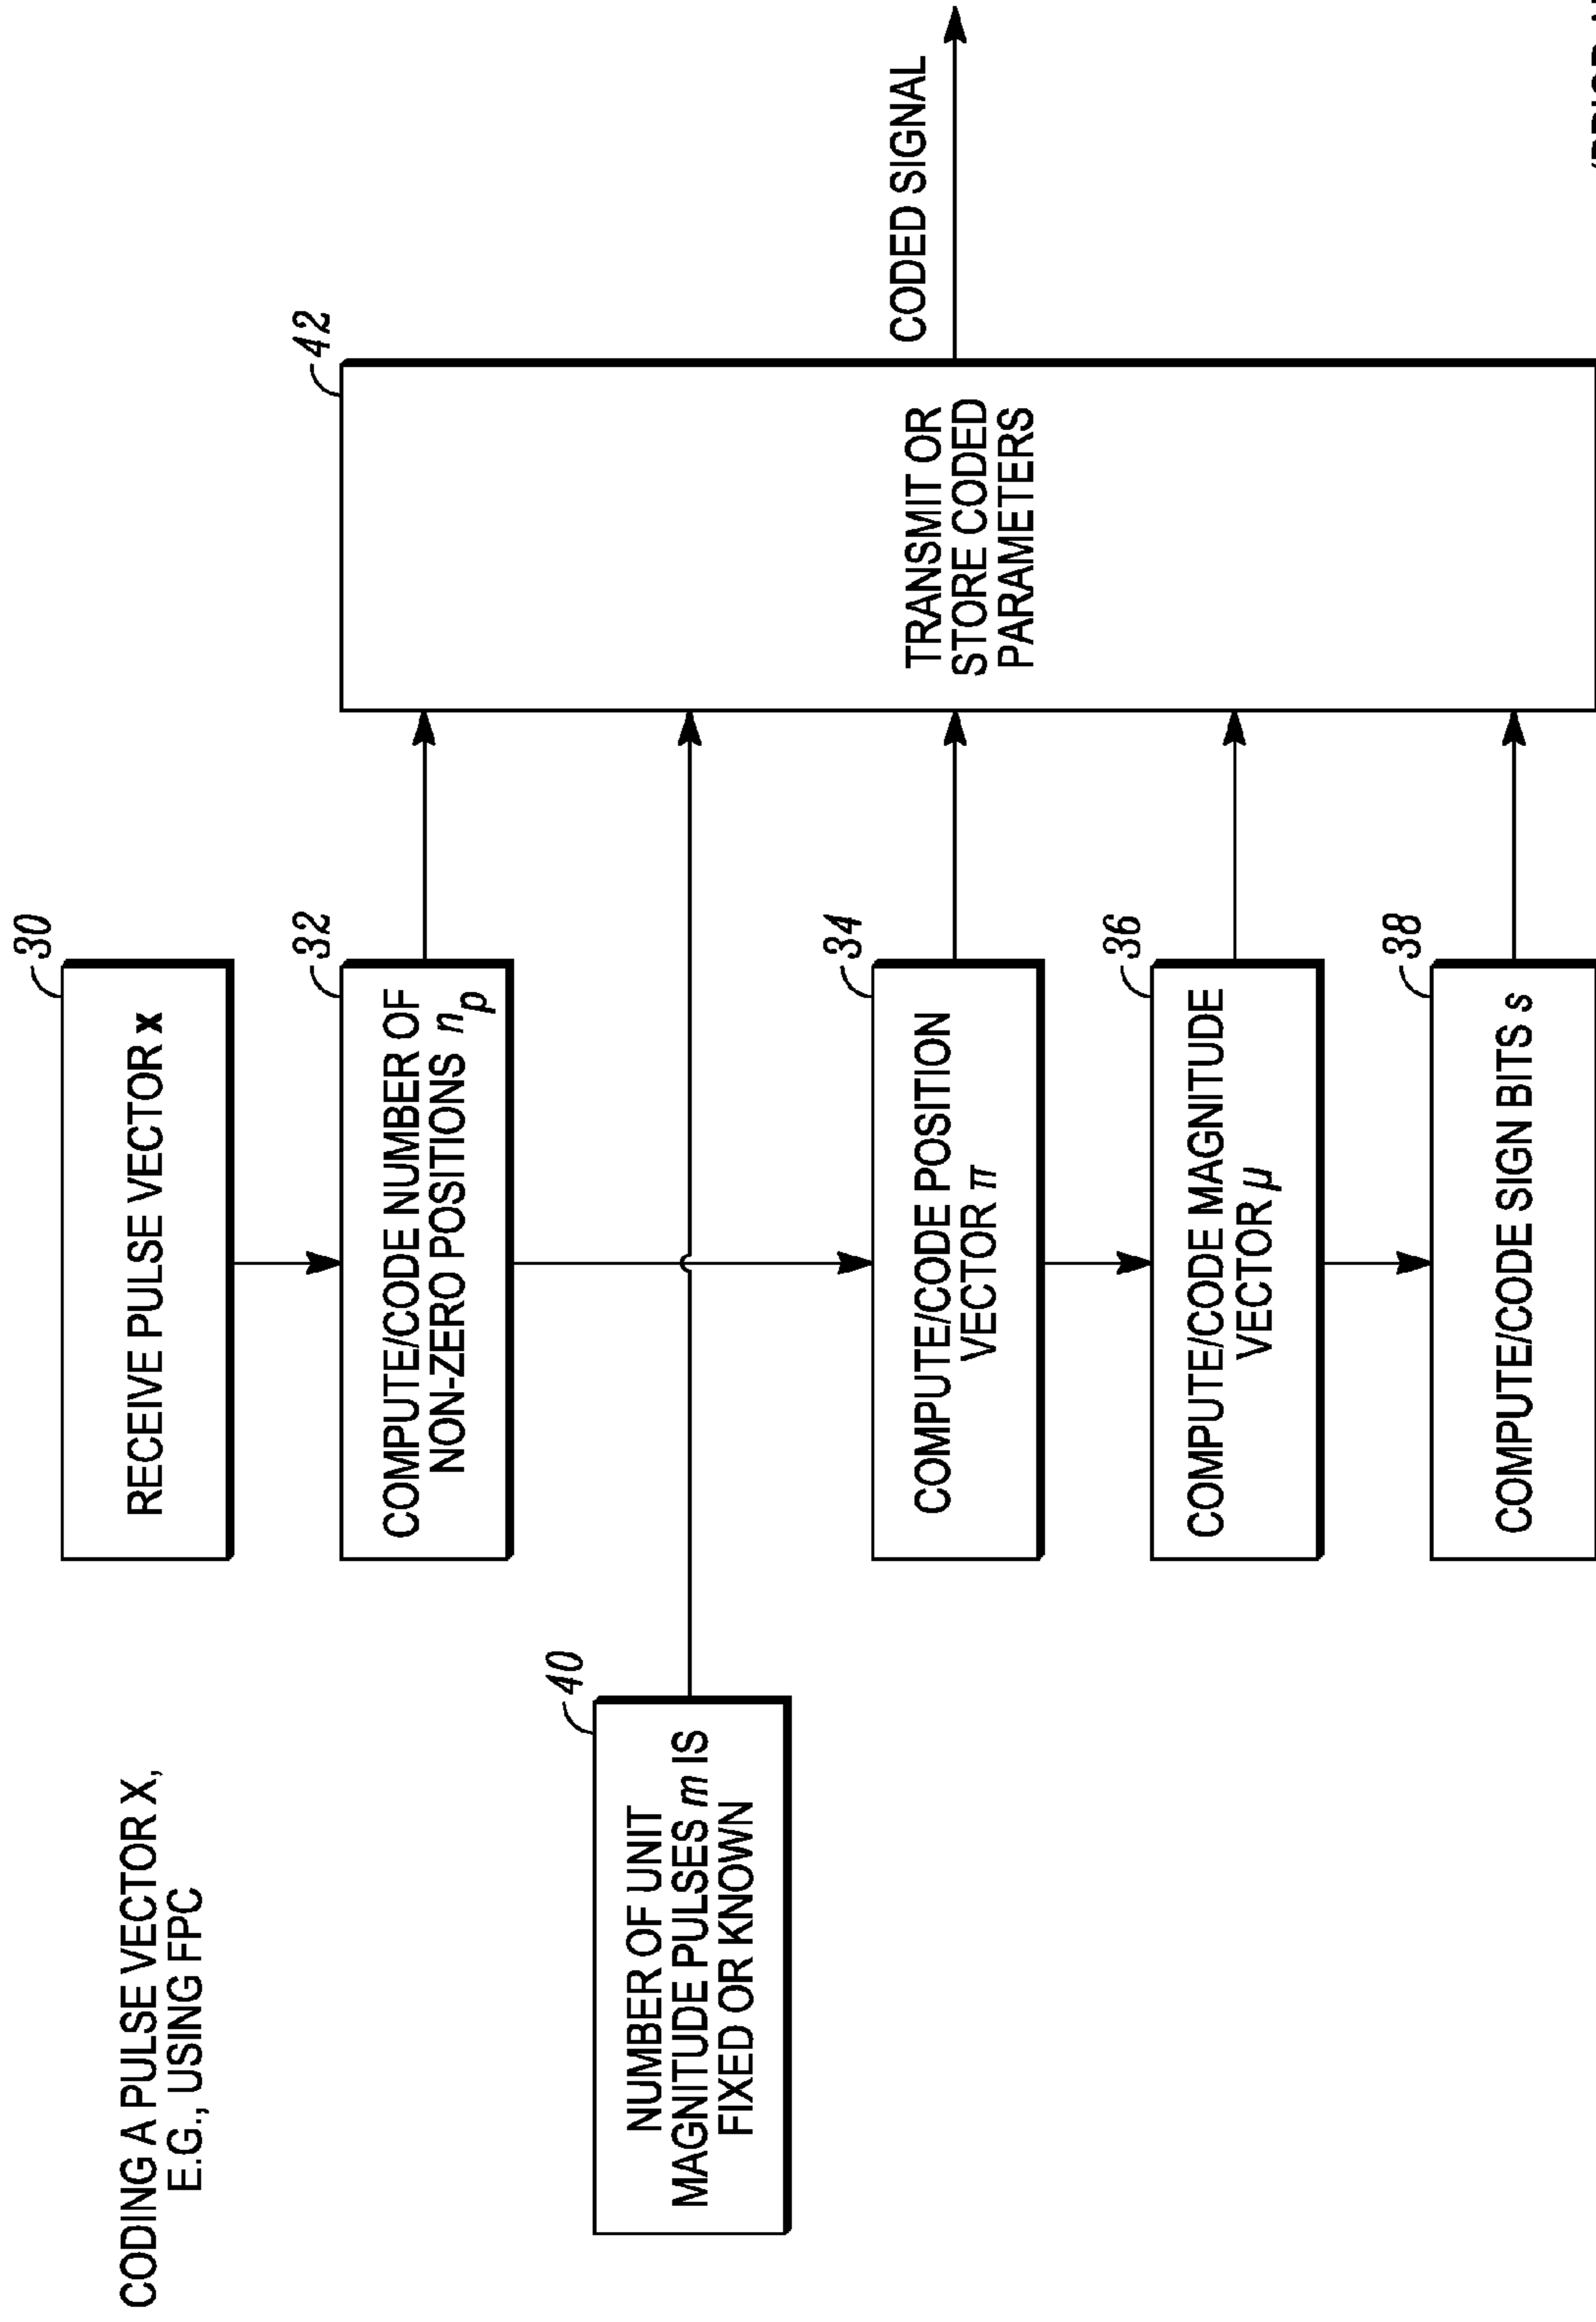 CODING A PULSE VECTOR X,
E.G., USING FPC
30
RECEIVE PULSE VECTOR x
32
COMPUTE/CODE NUMBER OF
NON-ZERO POSITIONS n_p
40
NUMBER OF UNIT
MAGNITUDE PULSES m IS
FIXED OR KNOWN
34
COMPUTE/CODE POSITION
VECTOR π
36
COMPUTE/CODE MAGNITUDE
VECTOR μ
38
COMPUTE/CODE SIGN BITS s
42
TRANSMIT OR
STORE CODED
PARAMETERS
CODED SIGNAL